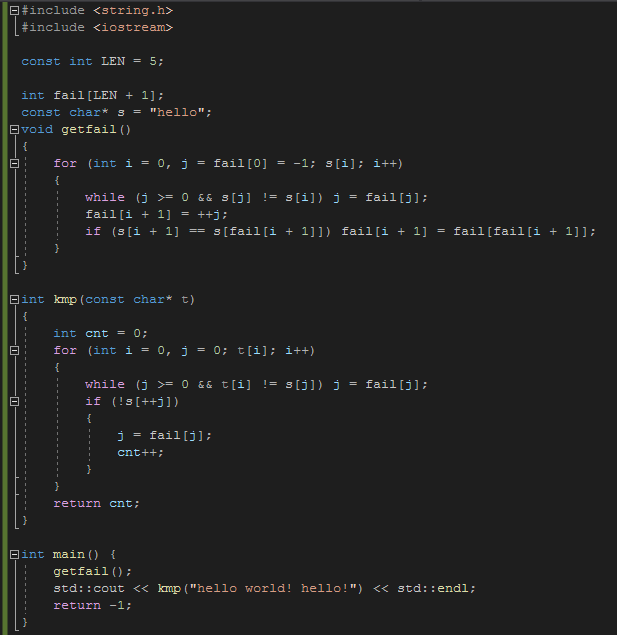 #include <string.h>
#include <iostream>

const int LEN = 5;

int fail[LEN + 1];
const char* s = "hello";
void getfail()
{
    for (int i = 0, j = fail[0] = -1; s[i]; i++)
    {
        while (j >= 0 && s[j] != s[i]) j = fail[j];
        fail[i + 1] = ++j;
        if (s[i + 1] == s[fail[i + 1]]) fail[i + 1] = fail[fail[i + 1]];
    }
}

int kmp(const char* t)
{
    int cnt = 0;
    for (int i = 0, j = 0; t[i]; i++)
    {
        while (j >= 0 && t[i] != s[j]) j = fail[j];
        if (!s[++j])
        {
            j = fail[j];
            cnt++;
        }
    }
    return cnt;
}

int main() {
    getfail();
    std::cout << kmp("hello world! hello!") << std::endl;
    return -1;
}